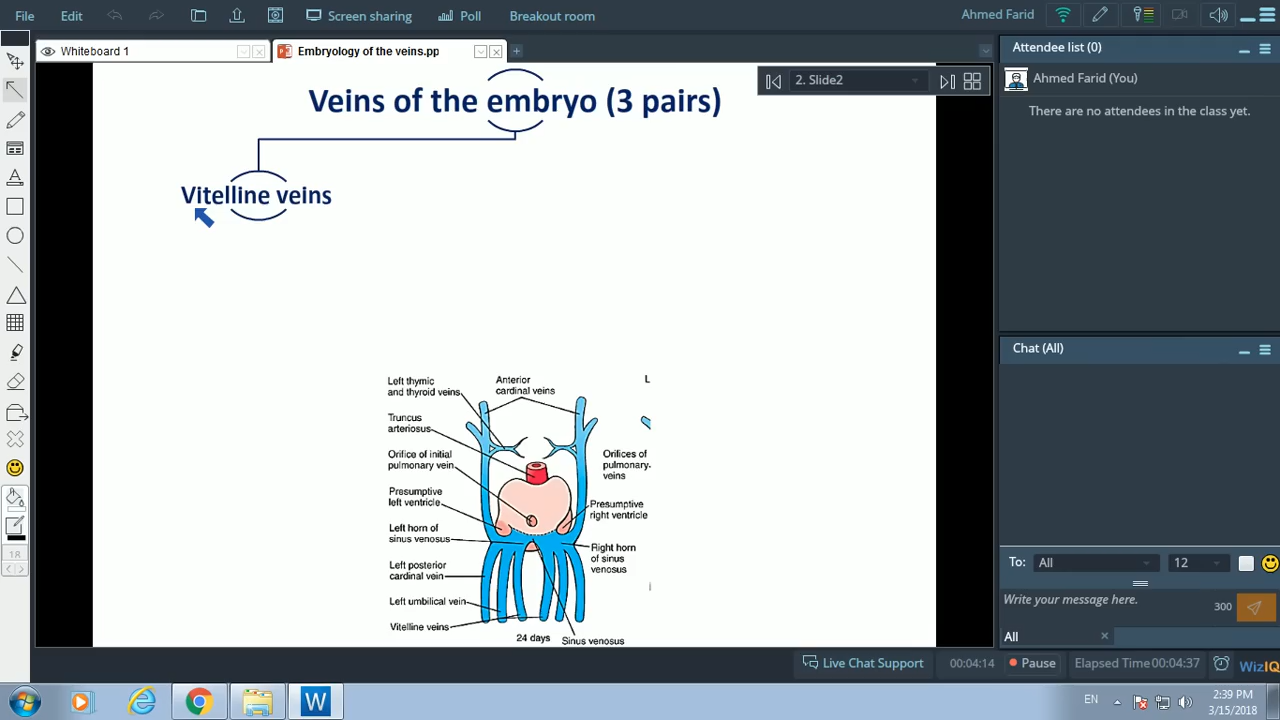 File Edit Screen sharing Poll Breakout room Ahmed Farid
Whiteboard 1
Embryology of the veins.pp
2. Slide2
Attendee list (0)
Ahmed Farid (You)
There are no attendees in the class yet.
Veins of the embryo (3 pairs)
Vitelline veins
Left thymic
and thyroid veins
Anterior
cardinal veins
L
Truncus
arteriosus
Orifice of initial
pulmonary vein
Orifices of
pulmonary
veins
Presumptive
left ventricle
Presumptive
right ventricle
Left horn of
sinus venosus
Right horn
of sinus
venosus
Left posterior
cardinal vein
Left umbilical vein
Vitelline veins
24 days
Sinus venosus
Chat (All)
To: All 12
Write your message here. 300
All
Live Chat Support 00:04:14 Pause Elapsed Time 00:04:37 WizIQ
1R
W
EN
2:39 PM
3/15/2018